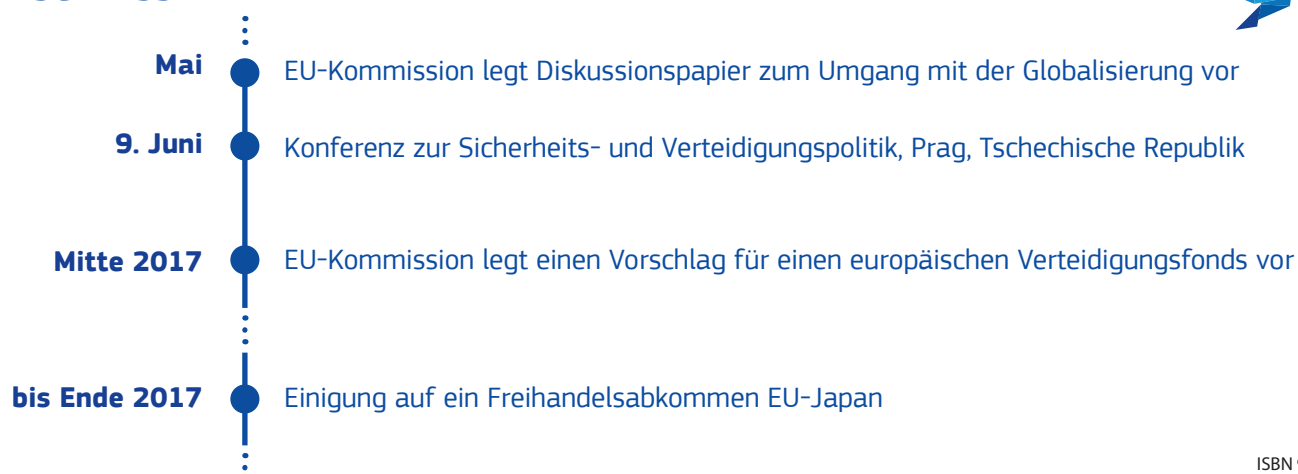 Mai
EU-Kommission legt Diskussionspapier zum Umgang mit der Globalisierung vor
9. Juni
Konferenz zur Sicherheits- und Verteidigungspolitik, Prag, Tschechische Republik
Mitte 2017
EU-Kommission legt einen Vorschlag für einen europäischen Verteidigungsfonds vor
bis Ende 2017
Einigung auf ein Freihandelsabkommen EU-Japan
ISBN